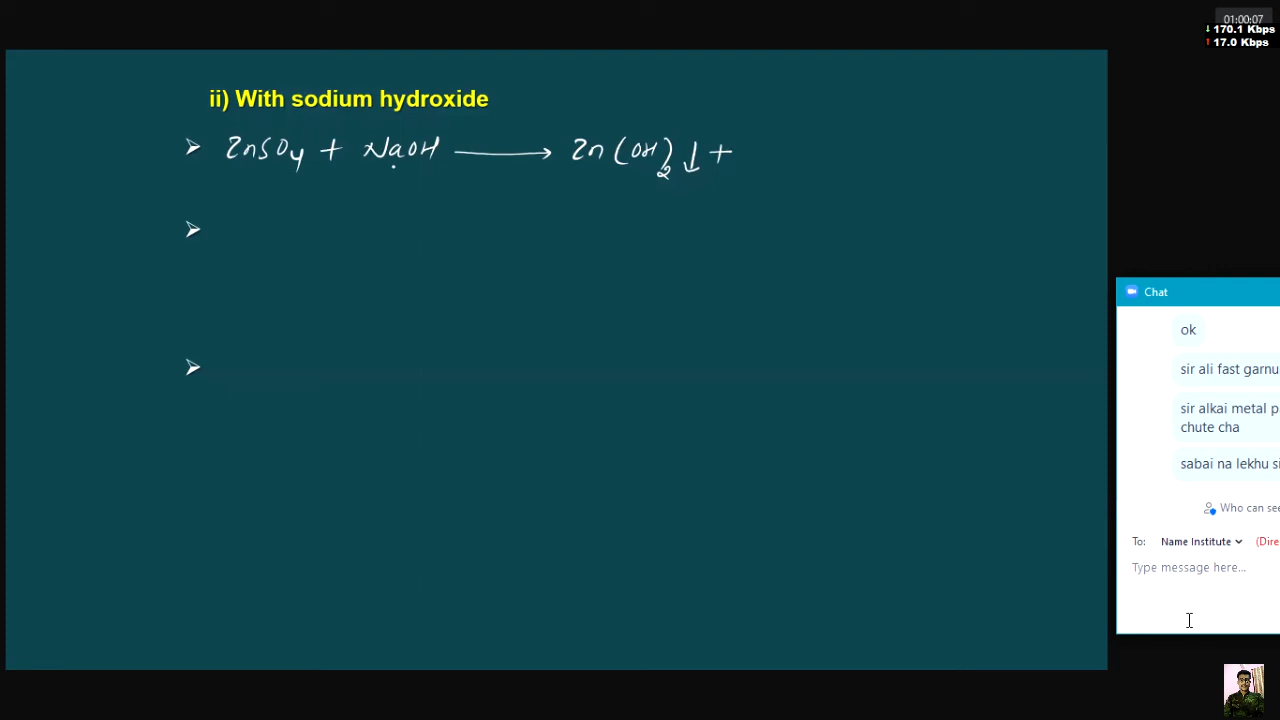 01:00:07
↓ 170.1 Kbps
↑ 17.0 Kbps
ii) With sodium hydroxide
➤ ZnSO4 + NaOH ⟶ Zn(OH)2↓ +
➤
➤
Chat
ok
sir ali fast garnu
sir alkai metal p
chute cha
sabai na lekhu si
Who can see
To: Name Institute (Dire
Type message here...